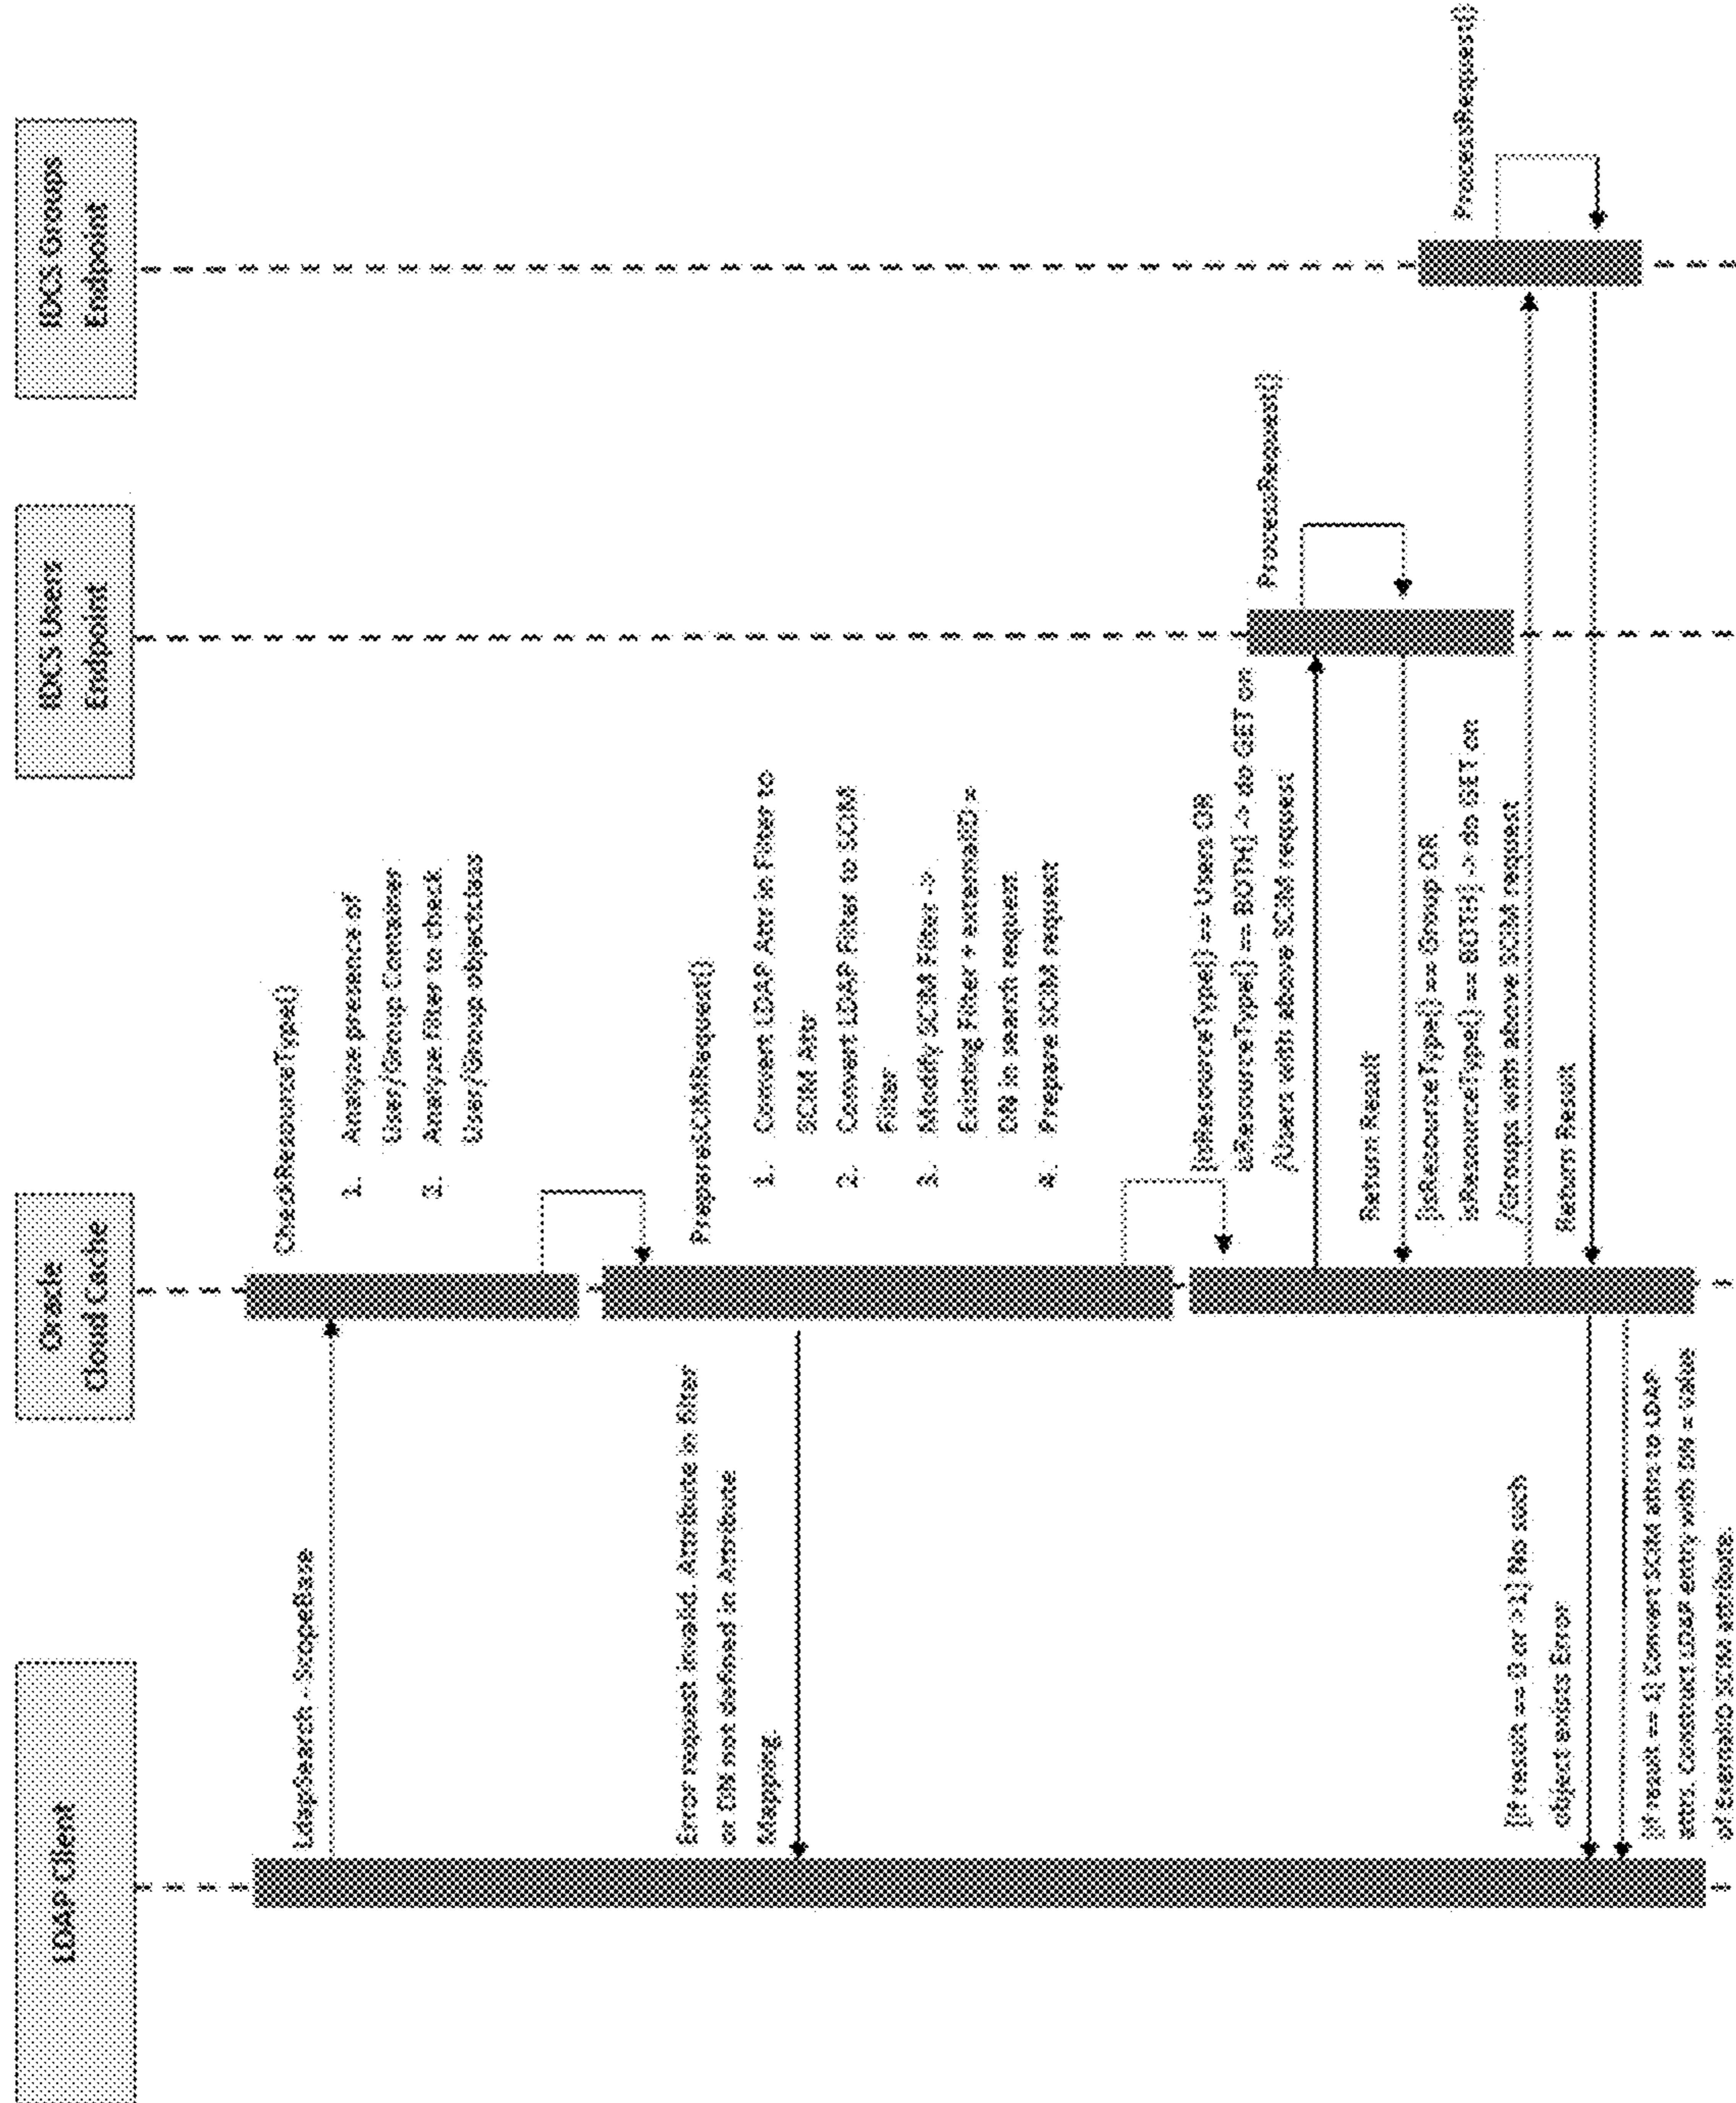 LDAP Client
Oracle
Cloud Cache
IDCS Users
Endpoint
IDCS Groups
Endpoint
LdapSearch - ScopeBase
CheckResourceType()
1. Analyze presence of
User/Group Container
2. Analyze Filter to check
User/Group objectclass
Error request invalid. Attribute in filter
or DN not defined in Attribute
Mapping.
PrepareSCIMRequest()
1. Convert LDAP Attr in Filter to
SCIM Attr
2. Convert LDAP Filter to SCIM
Filter
3. Modify SCIM Filter ->
Existing Filter + externalID =
DN in search request
4. Prepare SCIM request
[isResourceType() == Users OR
isResourceType() == BOTH] -> do GET on
/Users with above SCIM request
ProcessRequest()
Return Result
[isResourceType() == Group OR
isResourceType() == BOTH] -> do GET on
/Groups with above SCIM request
ProcessRequest()
Return Result
[if result == 0 or >1] No such
object exists Error
[if result == 1] Convert SCIM attrs to LDAP
attrs. Construct LDAP entry with DN = value
of externalID SCIM attribute.